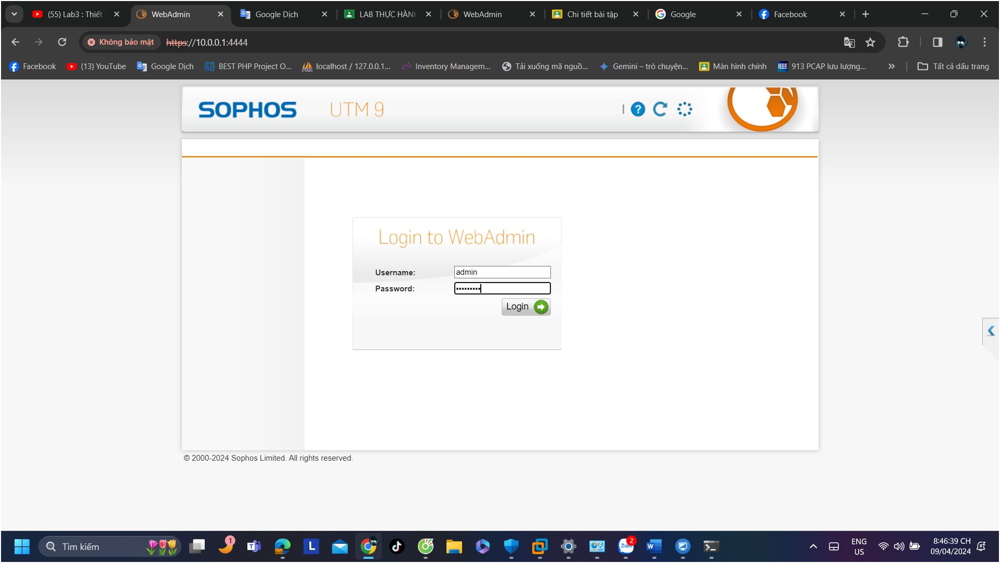 (55) Lab3 : Thiết
WebAdmin
Google Dịch
LAB THỰC HÀNH
WebAdmin
Chi tiết bài tập
Google
Facebook
Không bảo mật
https://10.0.0.1:4444
Facebook
(13) YouTube
Google Dịch
BEST PHP Project O...
localhost / 127.0.0.1...
Inventory Managem...
Tải xuống mã nguồ...
Gemini – trò chuyện...
Màn hình chính
IEEE
913 PCAP lưu lượng...
Tất cả dấu trang
SOPHOS
UTM 9
Login to WebAdmin
Username:
admin
Password:
•••••••••
Login
© 2000-2024 Sophos Limited. All rights reserved.
Tìm kiếm
1
L
Zalo
2
W
ENG
US
8:46:39 CH
09/04/2024